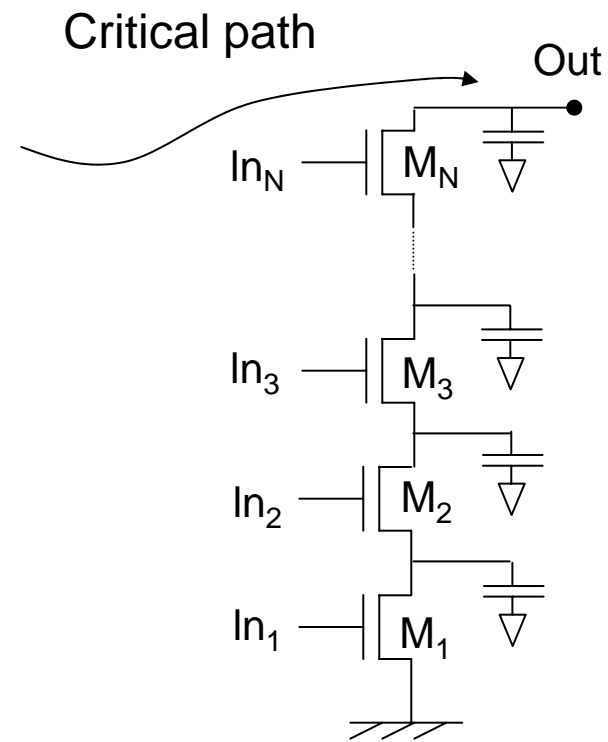 Critical path
Out
In_N
M_N
In_3
M_3
In_2
M_2
In_1
M_1